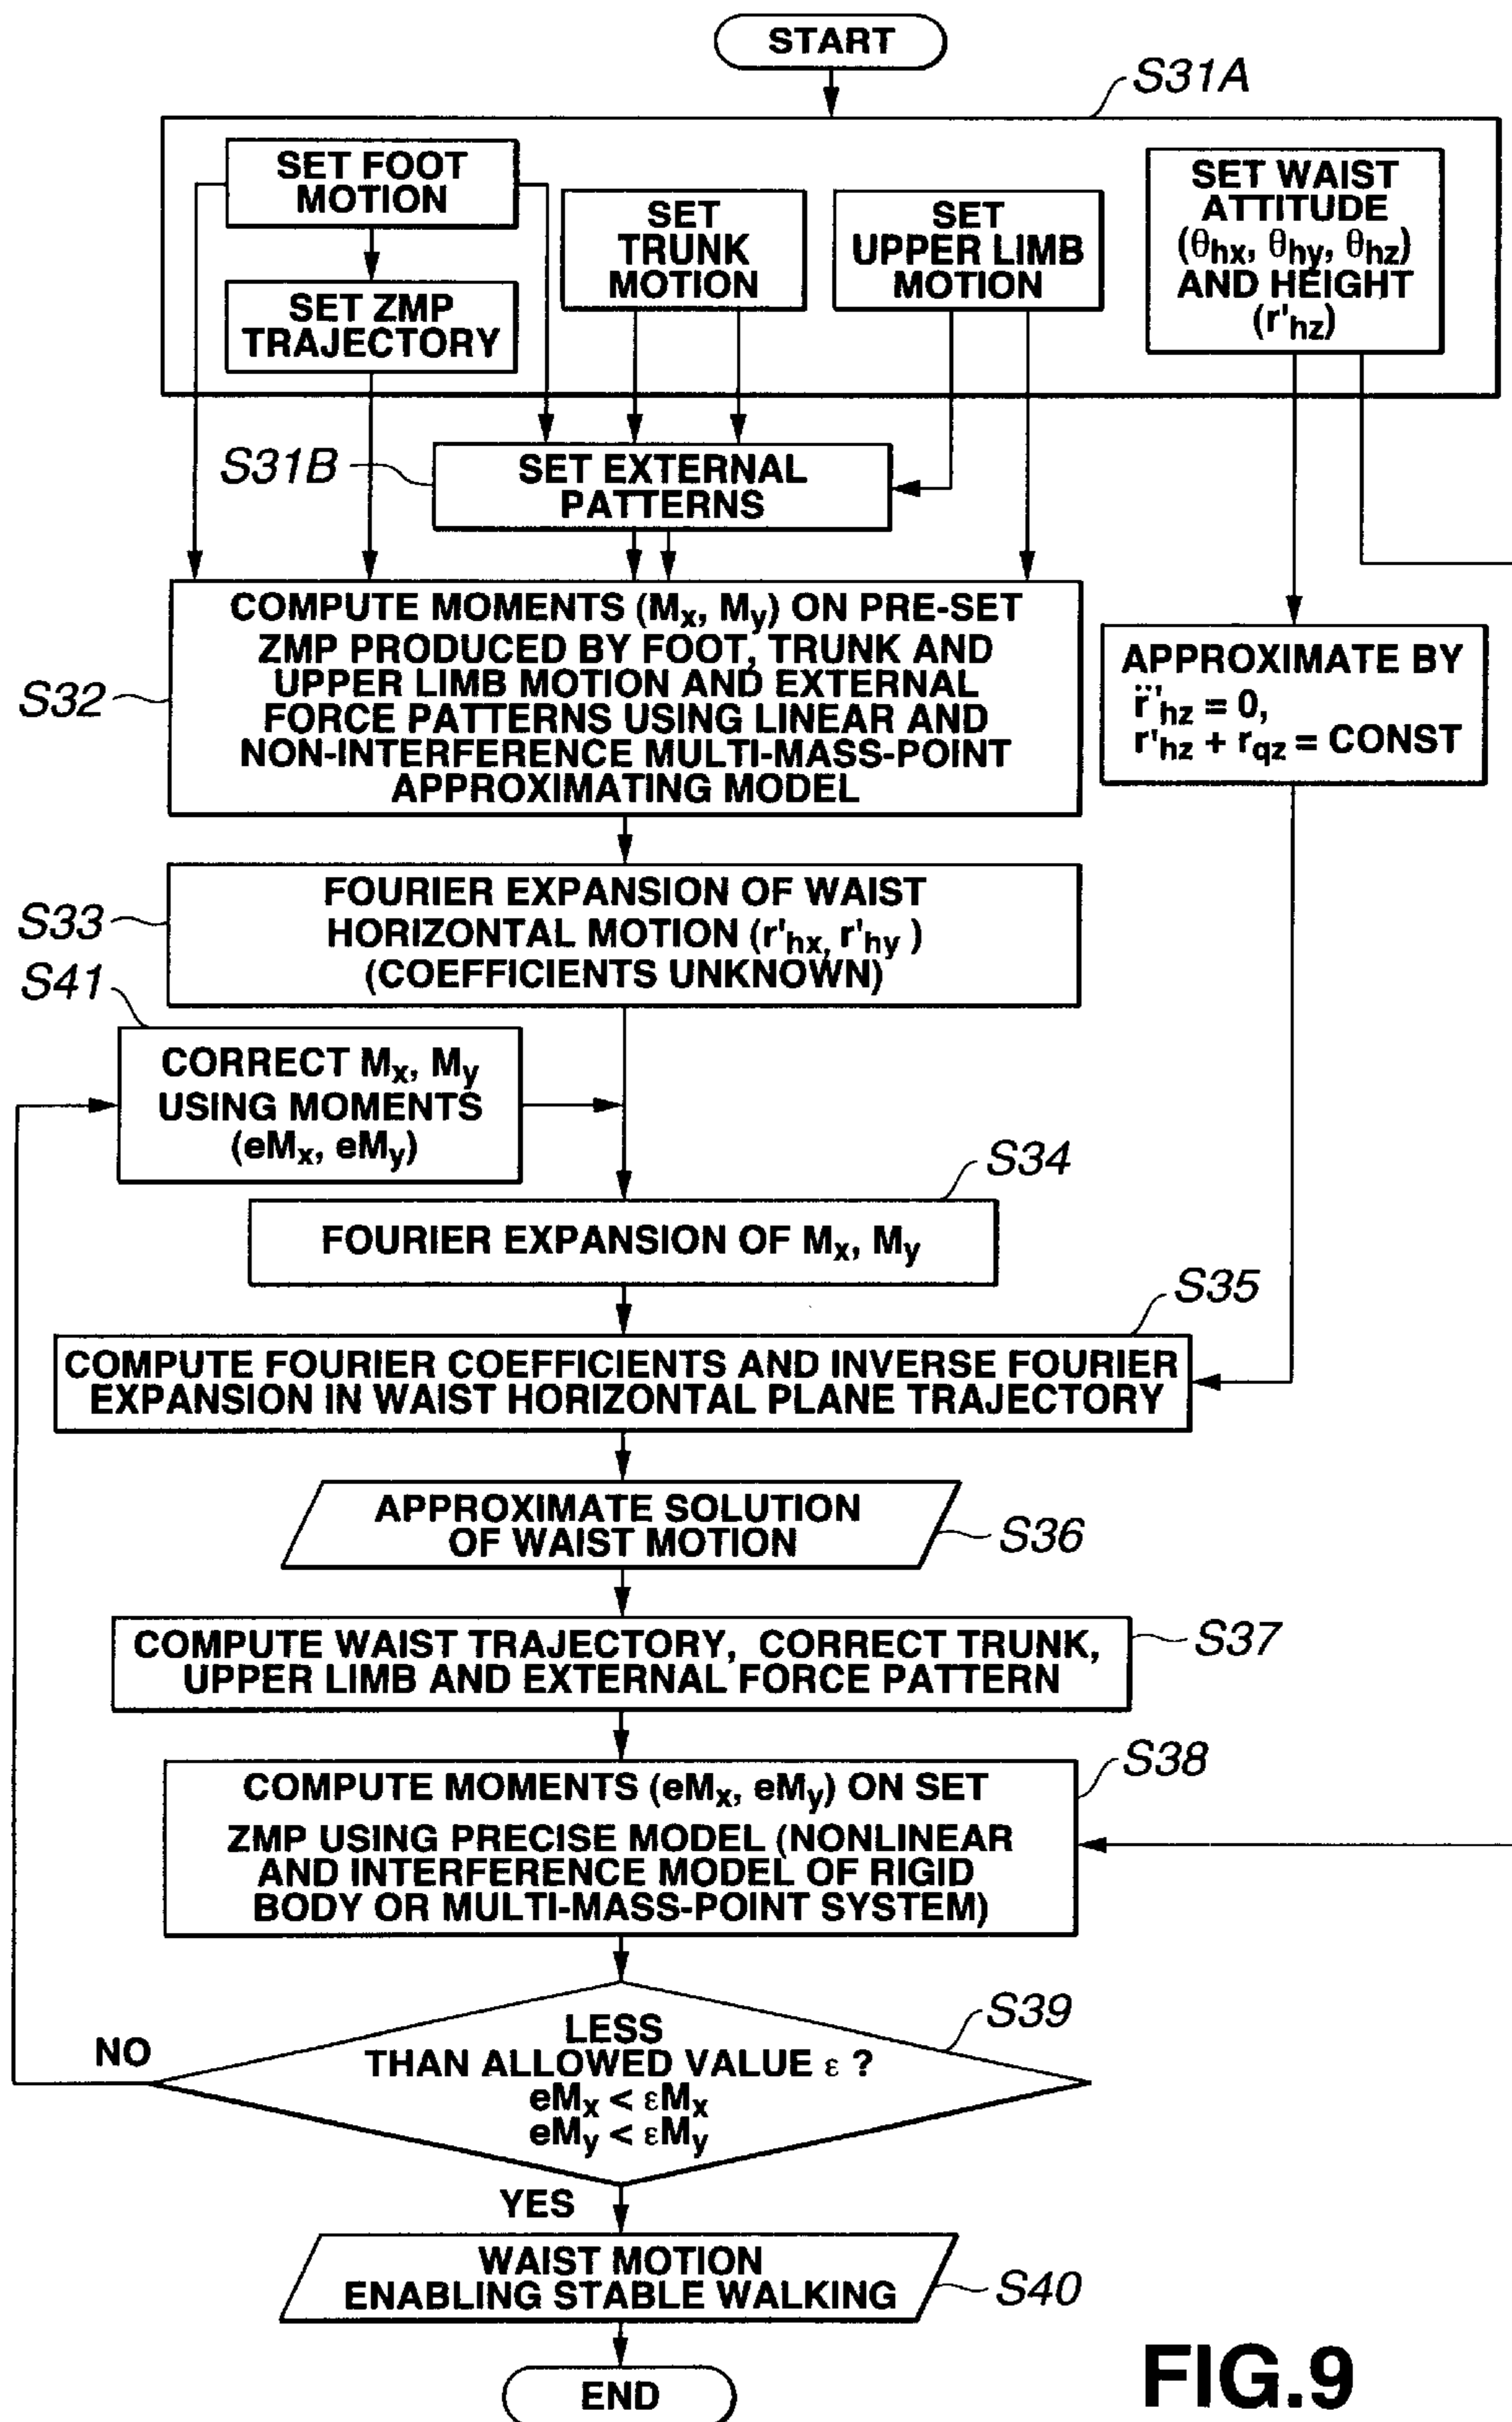 START
S31A
SET FOOT
MOTION
SET ZMP
TRAJECTORY
SET
TRUNK
MOTION
SET
UPPER LIMB
MOTION
SET WAIST
ATTITUDE
(θhx, θhy, θhz)
AND HEIGHT
(r'hz)
S31B
SET EXTERNAL
PATTERNS
S32
COMPUTE MOMENTS (Mx, My) ON PRE-SET
ZMP PRODUCED BY FOOT, TRUNK AND
UPPER LIMB MOTION AND EXTERNAL
FORCE PATTERNS USING LINEAR AND
NON-INTERFERENCE MULTI-MASS-POINT
APPROXIMATING MODEL
APPROXIMATE BY
r̈'hz = 0,
r'hz + rqz = CONST
S33
FOURIER EXPANSION OF WAIST
HORIZONTAL MOTION (r'hx, r'hy )
(COEFFICIENTS UNKNOWN)
S41
CORRECT Mx, My
USING MOMENTS
(eMx, eMy)
S34
FOURIER EXPANSION OF Mx, My
S35
COMPUTE FOURIER COEFFICIENTS AND INVERSE FOURIER
EXPANSION IN WAIST HORIZONTAL PLANE TRAJECTORY
APPROXIMATE SOLUTION
OF WAIST MOTION
S36
COMPUTE WAIST TRAJECTORY, CORRECT TRUNK,
UPPER LIMB AND EXTERNAL FORCE PATTERN
S37
S38
COMPUTE MOMENTS (eMx, eMy) ON SET
ZMP USING PRECISE MODEL (NONLINEAR
AND INTERFERENCE MODEL OF RIGID
BODY OR MULTI-MASS-POINT SYSTEM)
S39
NO
LESS
THAN ALLOWED VALUE ε ?
eMx < εMx
eMy < εMy
YES
WAIST MOTION
ENABLING STABLE WALKING
S40
END
FIG.9